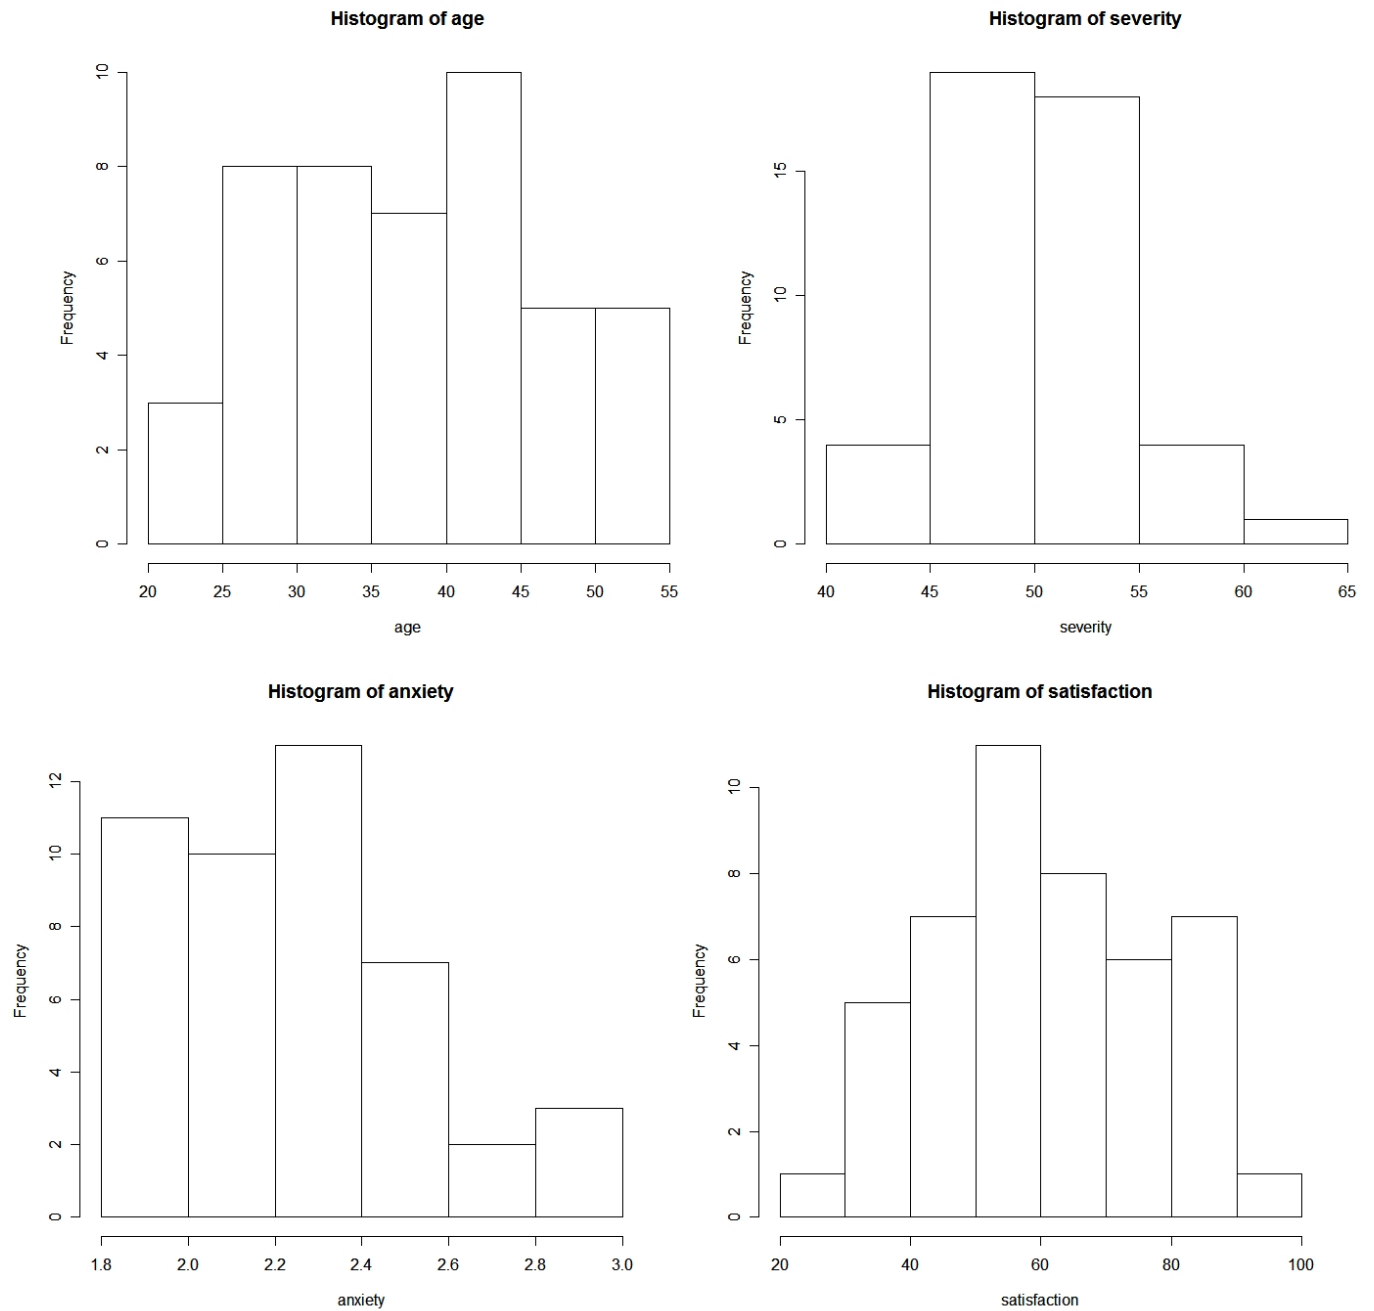 Histogram of age
Frequency
10
8
6
4
2
0
20 25 30 35 40 45 50 55
age
Histogram of severity
Frequency
15
10
5
0
40 45 50 55 60 65
severity
Histogram of anxiety
Frequency
12
10
8
6
4
2
0
1.8 2.0 2.2 2.4 2.6 2.8 3.0
anxiety
Histogram of satisfaction
Frequency
10
8
6
4
2
0
20 40 60 80 100
satisfaction